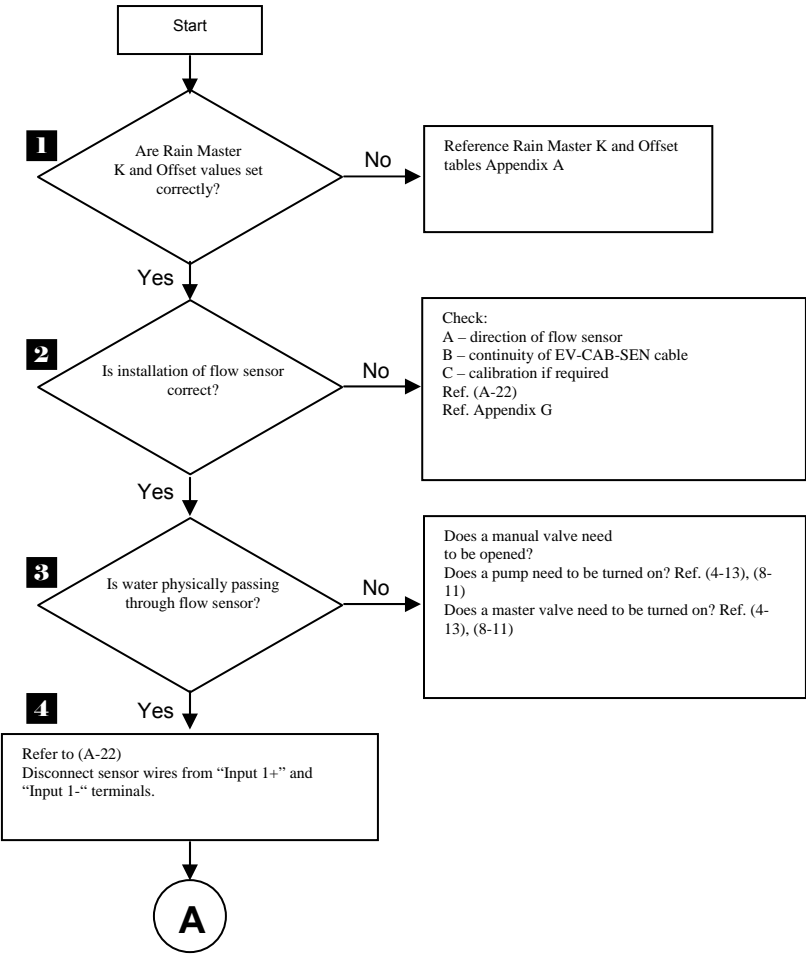 Start
1
Are Rain Master
K and Offset values set
correctly?
No
Reference Rain Master K and Offset
tables Appendix A
Yes
2
Is installation of flow sensor
correct?
No
Check:
A – direction of flow sensor
B – continuity of EV-CAB-SEN cable
C – calibration if required
Ref. (A-22)
Ref. Appendix G
Yes
3
Is water physically passing
through flow sensor?
No
Does a manual valve need
to be opened?
Does a pump need to be turned on? Ref. (4-13), (8-
11)
Does a master valve need to be turned on? Ref. (4-
13), (8-11)
Yes
4
Refer to (A-22)
Disconnect sensor wires from “Input 1+” and
“Input 1-“ terminals.
A